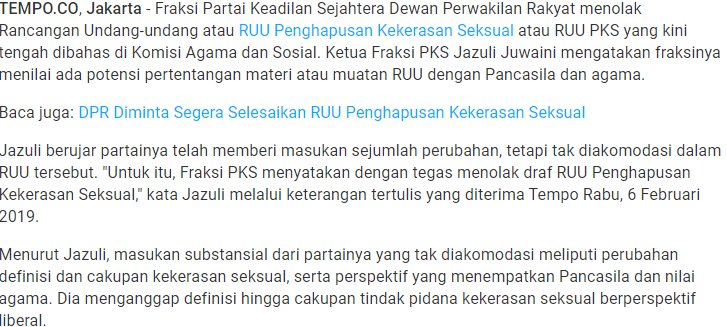 TEMPO.CO, Jakarta - Fraksi Partai Keadilan Sejahtera Dewan Perwakilan Rakyat menolak
Rancangan Undang-undang atau RUU Penghapusan Kekerasan Seksual atau RUU PKS yang kini
tengah dibahas di Komisi Agama dan Sosial. Ketua Fraksi PKS Jazuli Juwaini mengatakan fraksinya
menilai ada potensi pertentangan materi atau muatan RUU dengan Pancasila dan agama.
Baca juga: DPR Diminta Segera Selesaikan RUU Penghapusan Kekerasan Seksual
Jazuli berujar partainya telah memberi masukan sejumlah perubahan, tetapi tak diakomodasi dalam
RUU tersebut. "Untuk itu, Fraksi PKS menyatakan dengan tegas menolak draf RUU Penghapusan
Kekerasan Seksual," kata Jazuli melalui keterangan tertulis yang diterima Tempo Rabu, 6 Februari
2019.
Menurut Jazuli, masukan substansial dari partainya yang tak diakomodasi meliputi perubahan
definisi dan cakupan kekerasan seksual, serta perspektif yang menempatkan Pancasila dan nilai
agama. Dia menganggap definisi hingga cakupan tindak pidana kekerasan seksual berperspektif
liberal.